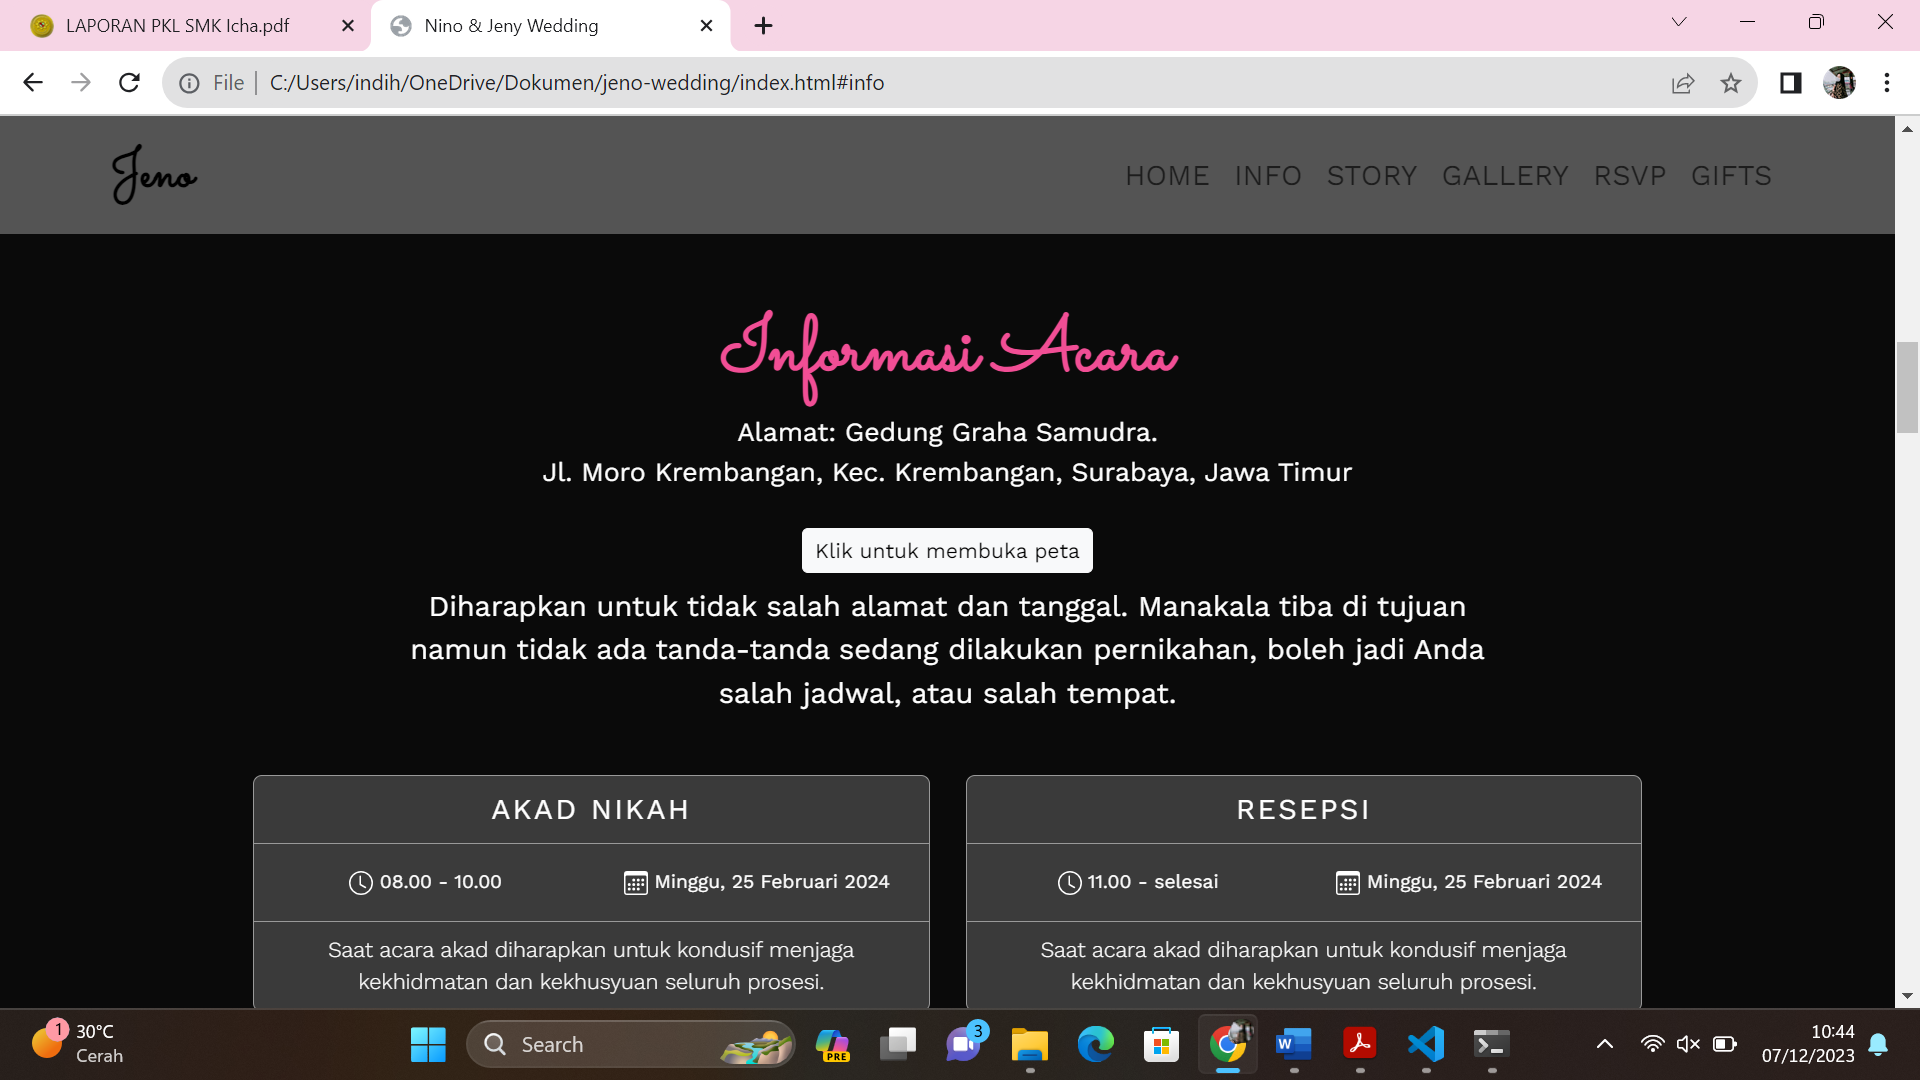 LAPORAN PKL SMK Icha.pdf
Nino & Jeny Wedding
File
C:/Users/indih/OneDrive/Dokumen/jeno-wedding/index.html#info
Jeno
HOME INFO STORY GALLERY RSVP GIFTS
Informasi Acara
Alamat: Gedung Graha Samudra.
Jl. Moro Krembangan, Kec. Krembangan, Surabaya, Jawa Timur
Klik untuk membuka peta
Diharapkan untuk tidak salah alamat dan tanggal. Manakala tiba di tujuan
namun tidak ada tanda-tanda sedang dilakukan pernikahan, boleh jadi Anda
salah jadwal, atau salah tempat.
AKAD NIKAH
08.00 - 10.00
Minggu, 25 Februari 2024
Saat acara akad diharapkan untuk kondusif menjaga
kekhidmatan dan kekhusyuan seluruh prosesi.
RESEPSI
11.00 - selesai
Minggu, 25 Februari 2024
Saat acara akad diharapkan untuk kondusif menjaga
kekhidmatan dan kekhusyuan seluruh prosesi.
1
30°C
Cerah
Search
PRE
3
10:44
07/12/2023